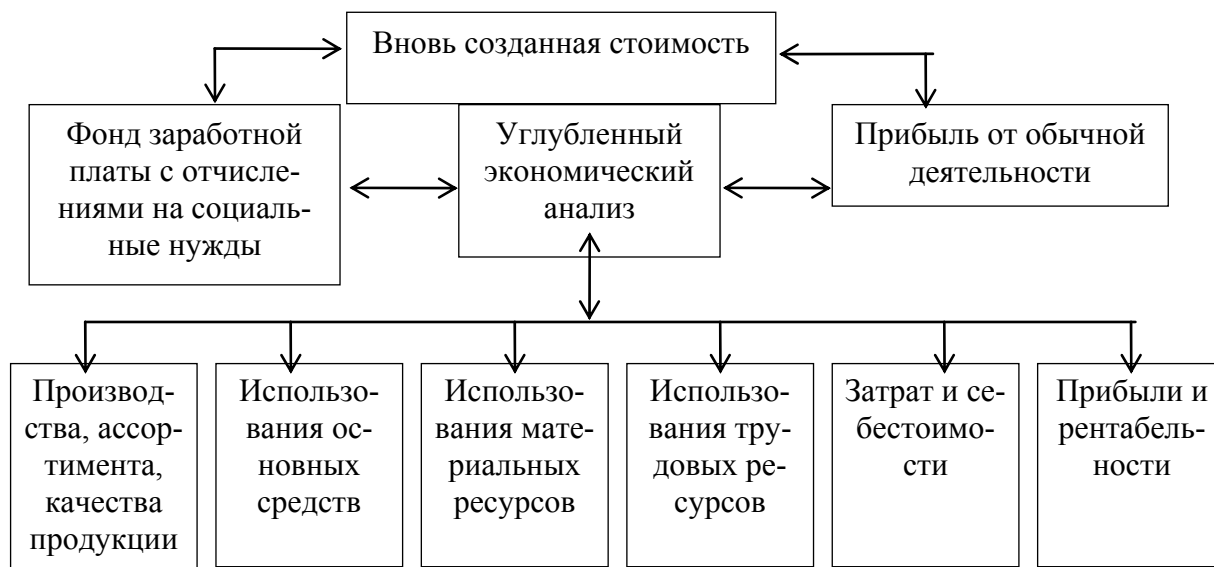 Вновь созданная стоимость
Фонд заработной
платы с отчисле-
ниями на социаль-
ные нужды
Углубленный
экономический
анализ
Прибыль от обычной
деятельности
Производ-
ства, ассор-
тимента,
качества
продукции
Использо-
вания ос-
новных
средств
Использо-
вания мате-
риальных
ресурсов
Использо-
вания тру-
довых ре-
сурсов
Затрат и се-
бестоимо-
сти
Прибыли и
рентабель-
ности